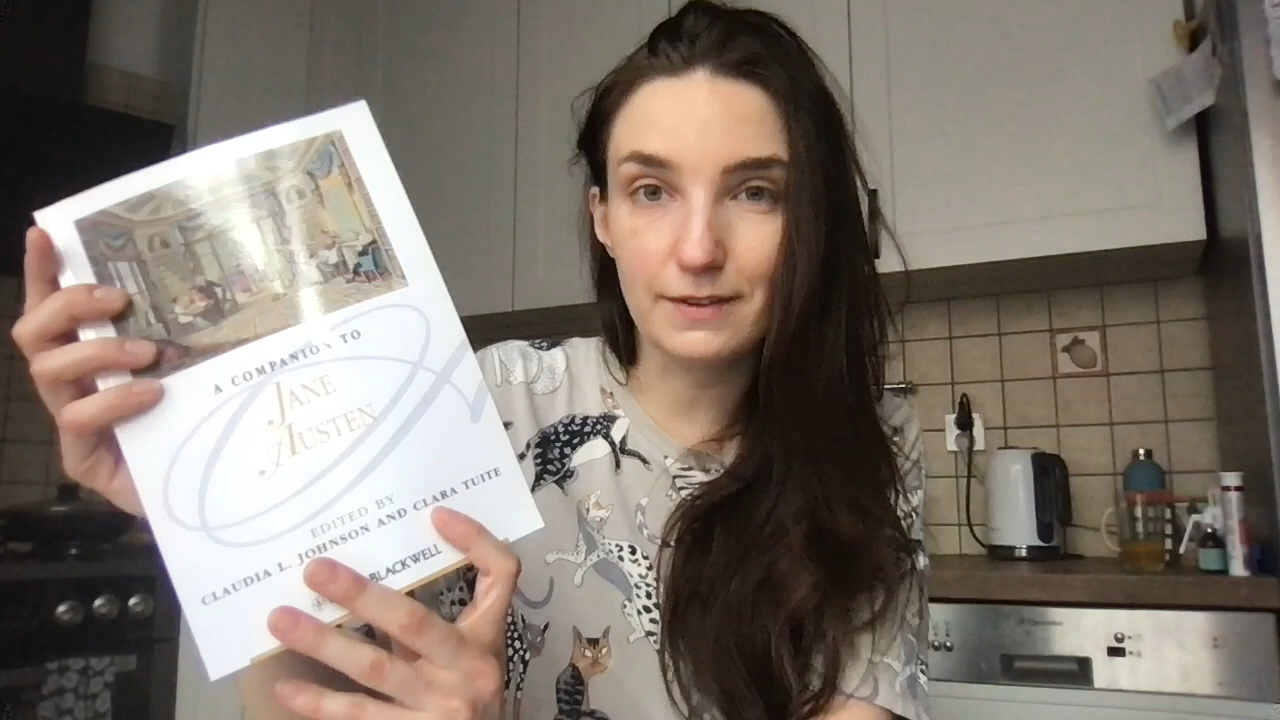 A COMPANION TO
JANE
AUSTEN
EDITED BY
CLAUDIA L. JOHNSON AND CLARA TUITE
BLACKWELL